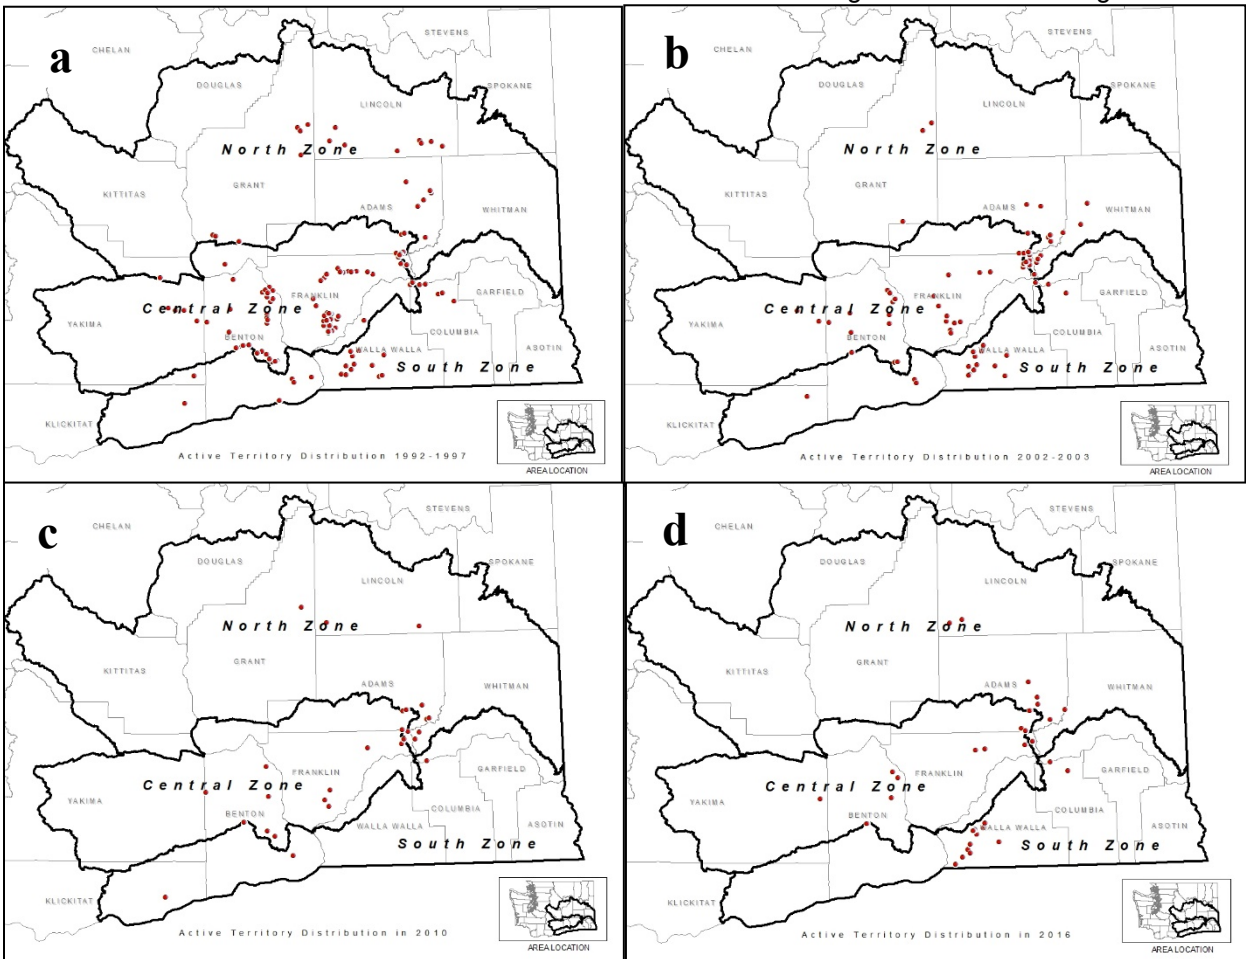 a
STEVENS
CHELAN
DOUGLAS
SPOKANE
LINCOLN
North Zone
GRANT
KITTITAS
ADAMS
WHITMAN
FRANKLIN
GARFIELD
Central Zone
YAKIMA
BENTON
COLUMBIA
WALLA WALLA
ASOTIN
South Zone
KLICKITAT
Active Territory Distribution 1992-1997
AREA LOCATION
b
STEVENS
CHELAN
DOUGLAS
SPOKANE
LINCOLN
North Zone
GRANT
KITTITAS
ADAMS
WHITMAN
FRANKLIN
GARFIELD
Central Zone
YAKIMA
BENTON
COLUMBIA
WALLA WALLA
ASOTIN
South Zone
KLICKITAT
Active Territory Distribution 2002-2003
AREA LOCATION
c
STEVENS
CHELAN
DOUGLAS
SPOKANE
LINCOLN
North Zone
GRANT
KITTITAS
ADAMS
WHITMAN
FRANKLIN
GARFIELD
Central Zone
YAKIMA
BENTON
COLUMBIA
WALLA WALLA
ASOTIN
South Zone
KLICKITAT
Active Territory Distribution in 2010
AREA LOCATION
d
STEVENS
CHELAN
DOUGLAS
SPOKANE
LINCOLN
North Zone
GRANT
KITTITAS
ADAMS
WHITMAN
FRANKLIN
GARFIELD
Central Zone
YAKIMA
BENTON
COLUMBIA
WALLA WALLA
ASOTIN
South Zone
KLICKITAT
Active Territory Distribution in 2016
AREA LOCATION